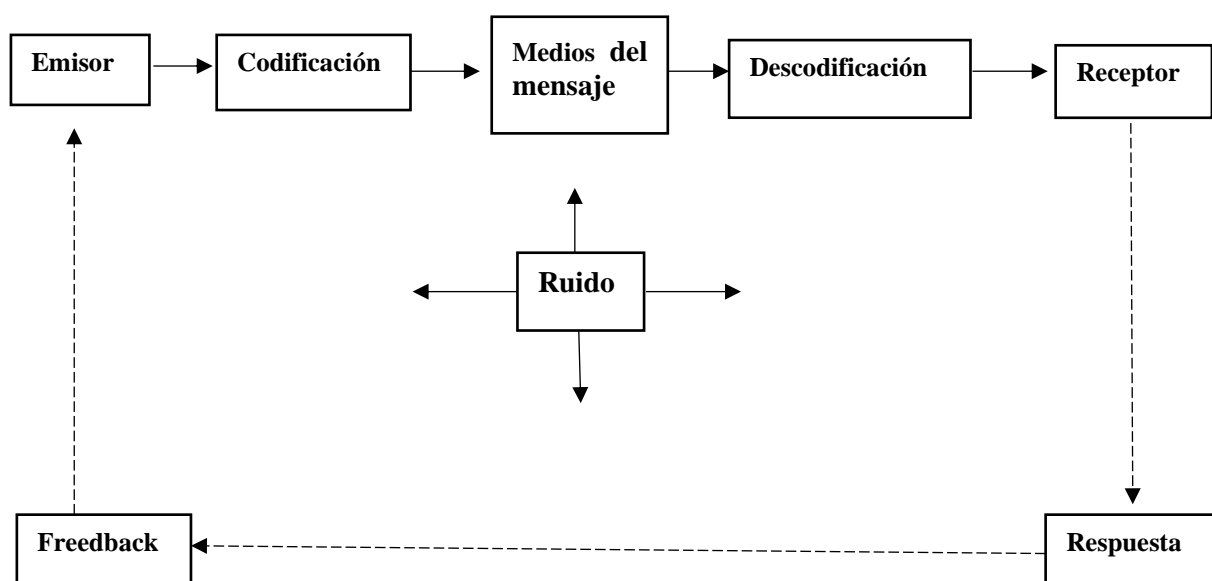 Emisor
Codificación
Medios del
mensaje
Descodificación
Receptor
Ruido
Freedback
Respuesta